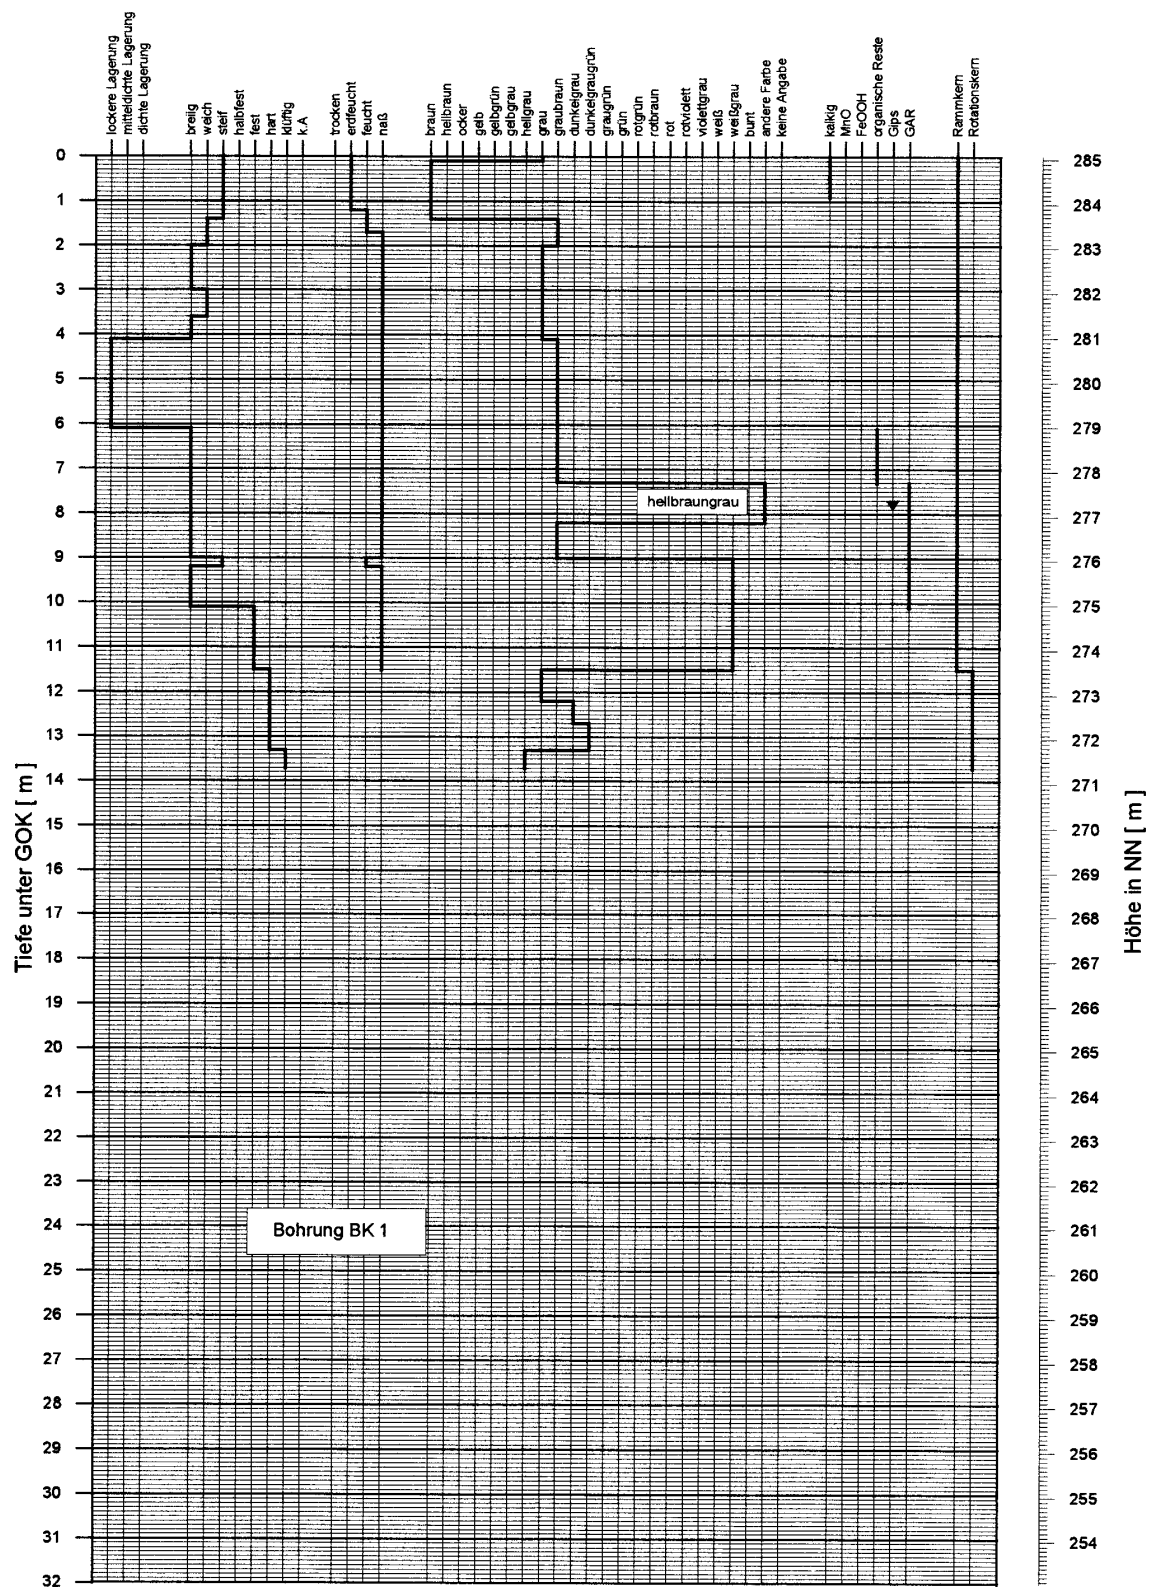 lockere Lagerung
mitteldichte Lagerung
dichte Lagerung
breiig
weich
steif
halbfest
fest
hart
klüftig
k.A
trocken
erdfeucht
feucht
naß
braun
hellbraun
ocker
gelb
gelbgrün
gelbgrau
hellgrau
grau
graubraun
dunkelgrau
dunkelgraugrün
graugrün
grün
rotgrün
rotbraun
rot
rotviolett
violettgrau
weiß
weißgrau
bunt
andere Farbe
keine Angabe
kalkig
MnO
FeOOH
organische Reste
Gips
GAR
Rammkern
Rotationskern
0 285
1 284
2 283
3 282
4 281
5 280
6 279
7 278
hellbraungrau
8 277
9 276
10 275
11 274
12 273
13 272
14 271
15 270
16 269
17 268
18 267
19 266
20 265
21 264
22 263
23 262
24 261
Bohrung BK 1
25 260
26 259
27 258
28 257
29 256
30 255
31 254
32
Tiefe unter GOK [ m ]
Höhe in NN [ m ]